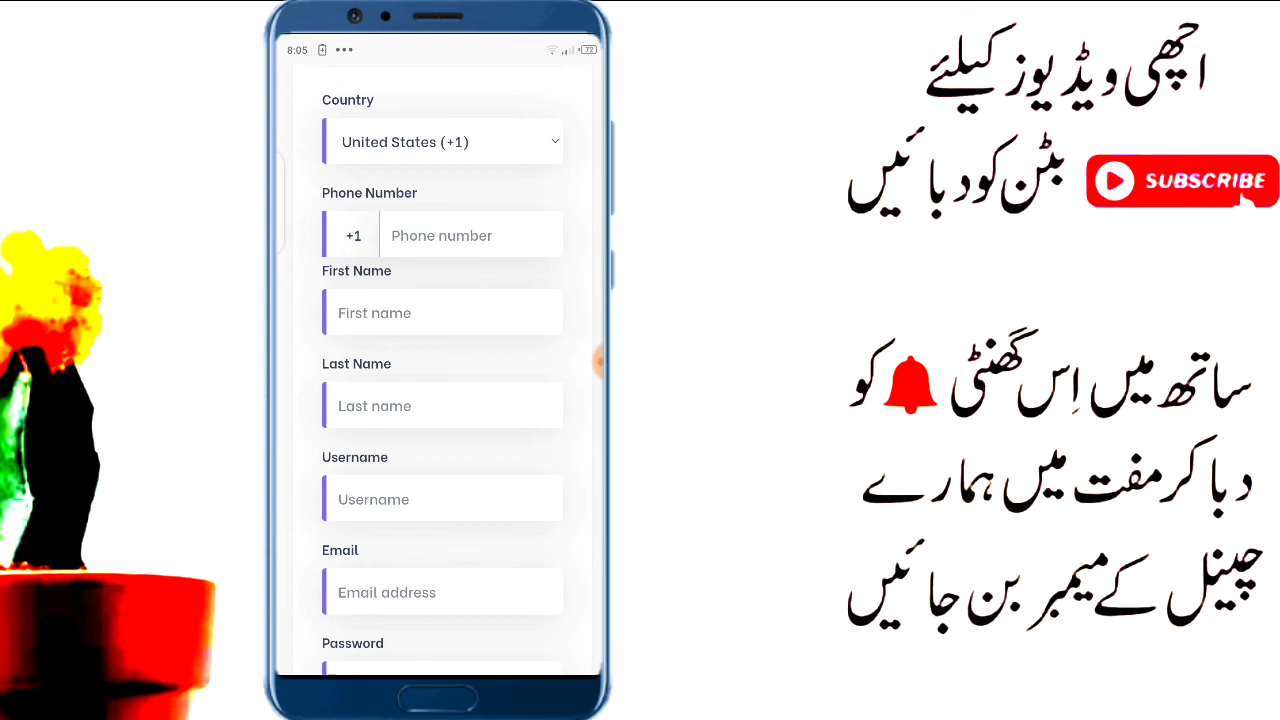 8:05
72
Country
United States (+1)
Phone Number
+1 Phone number
First Name
First name
Last Name
Last name
Username
Username
Email
Email address
Password
اچھی ویڈیوز کیلئے
SUBSCRIBE بٹن کو دبائیں
ساتھ میں اِس گھنٹی کو
دبا کر مفت میں ہمارے
چینل کے میمبر بن جائیں